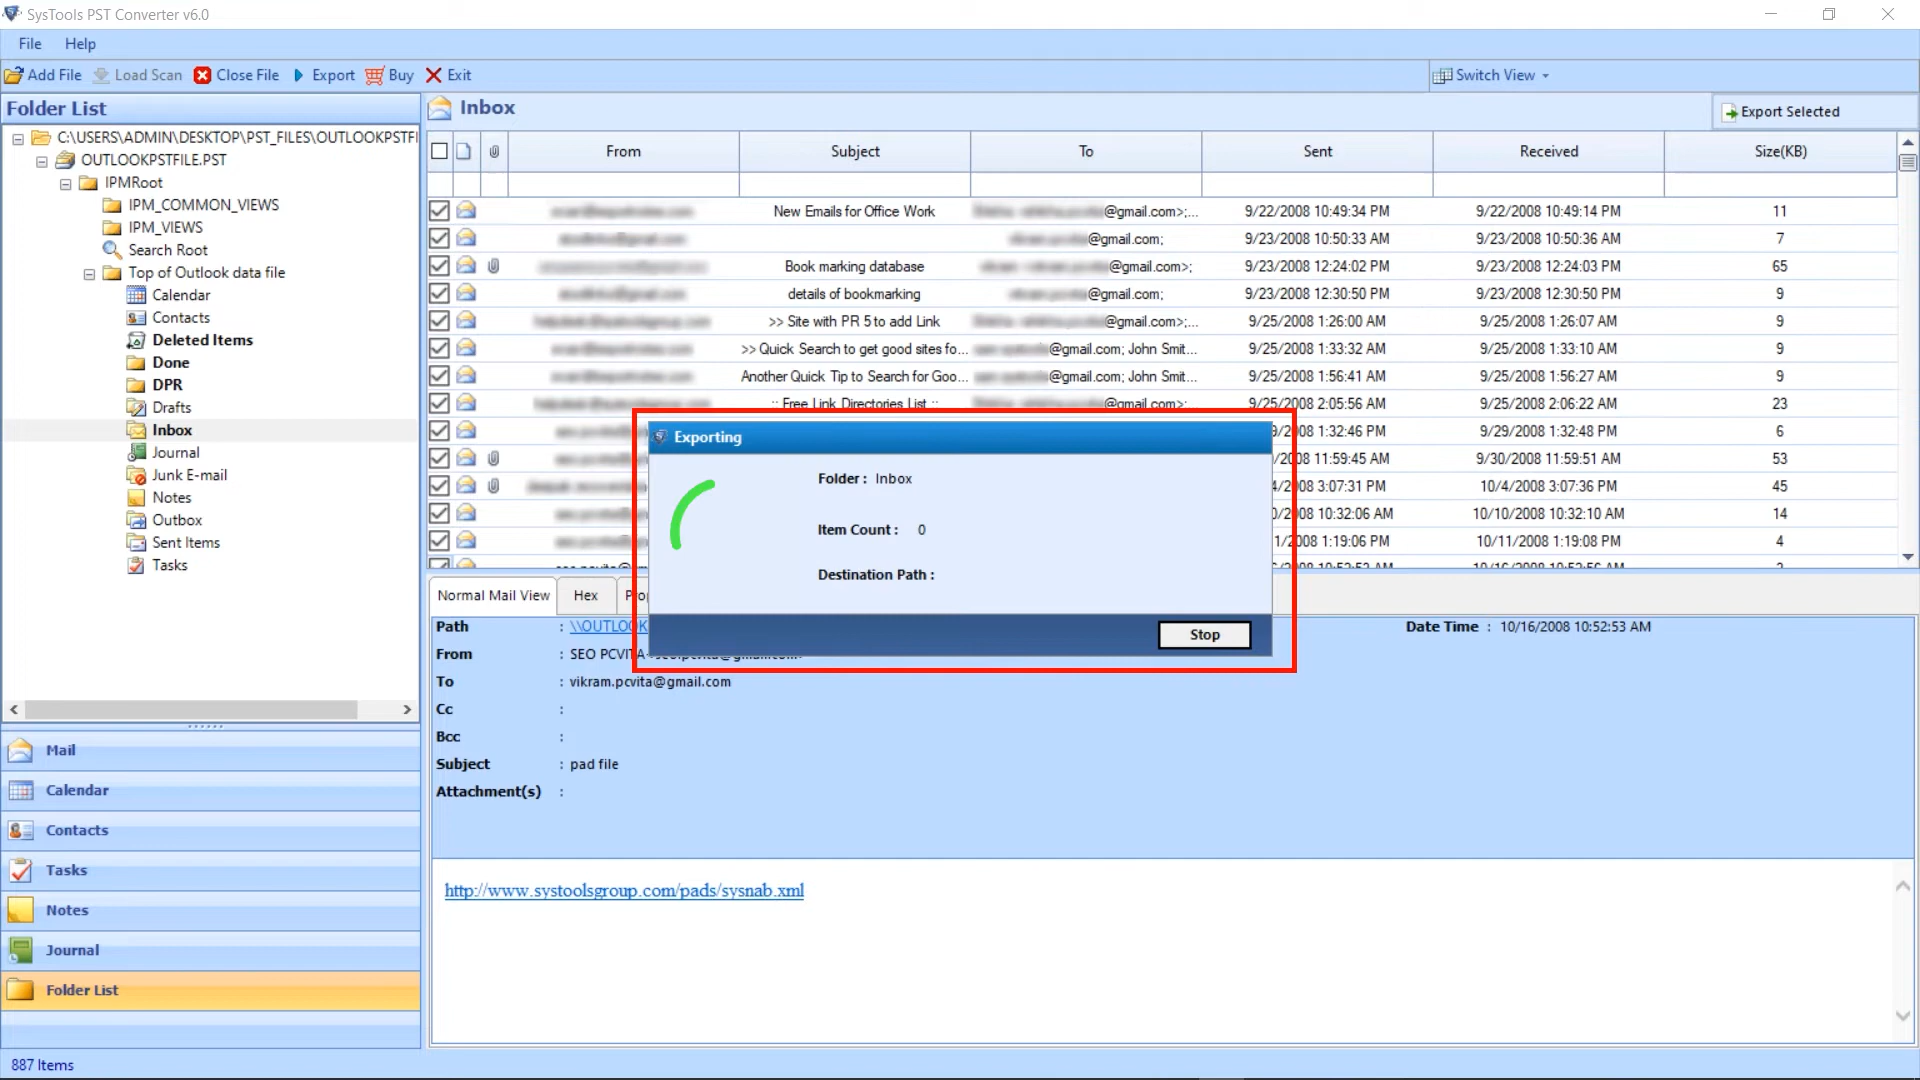 SysTools PST Converter v6.0
File Help
Add File Load Scan Close File Export Buy Exit Switch View
Folder List
Inbox
Export Selected
C:\USERS\ADMIN\DESKTOP\PST_FILES\OUTLOOKPSTFI
OUTLOOKPSTFILE.PST
IPMRoot
IPM_COMMON_VIEWS
IPM_VIEWS
Search Root
Top of Outlook data file
Calendar
Contacts
Deleted Items
Done
DPR
Drafts
Inbox
Journal
Junk E-mail
Notes
Outbox
Sent Items
Tasks
Mail
Calendar
Contacts
Tasks
Notes
Journal
Folder List
887 Items
From Subject To Sent Received Size(KB)
New Emails for Office Work @gmail.com>;... 9/22/2008 10:49:34 PM 9/22/2008 10:49:14 PM 11
@gmail.com; 9/23/2008 10:50:33 AM 9/23/2008 10:50:36 AM 7
Book marking database @gmail.com>; 9/23/2008 12:24:02 PM 9/23/2008 12:24:03 PM 65
details of bookmarking @gmail.com; 9/23/2008 12:30:50 PM 9/23/2008 12:30:50 PM 9
>> Site with PR 5 to add Link @gmail.com>;... 9/25/2008 1:26:00 AM 9/25/2008 1:26:07 AM 9
>> Quick Search to get good sites fo... @gmail.com; John Smit... 9/25/2008 1:33:32 AM 9/25/2008 1:33:10 AM 9
Another Quick Tip to Search for Goo... @gmail.com; John Smit... 9/25/2008 1:56:41 AM 9/25/2008 1:56:27 AM 9
:: Free Link Directories List :: @gmail.com>; 9/25/2008 2:05:56 AM 9/25/2008 2:06:22 AM 23
/2008 1:32:46 PM 9/29/2008 1:32:48 PM 6
/2008 11:59:45 AM 9/30/2008 11:59:51 AM 53
/2008 3:07:31 PM 10/4/2008 3:07:36 PM 45
/2008 10:32:06 AM 10/10/2008 10:32:10 AM 14
1/2008 1:19:06 PM 10/11/2008 1:19:08 PM 4
10/16/2008 10:52:56 AM
Exporting
Folder : Inbox
Item Count : 0
Destination Path :
Stop
Normal Mail View Hex
Path : \\OUTLOOK
Date Time : 10/16/2008 10:52:53 AM
From : SEO PCVITA<seo.pcvita@gmail.com>
To : vikram.pcvita@gmail.com
Cc :
Bcc :
Subject : pad file
Attachment(s) :
http://www.systoolsgroup.com/pads/sysnab.xml